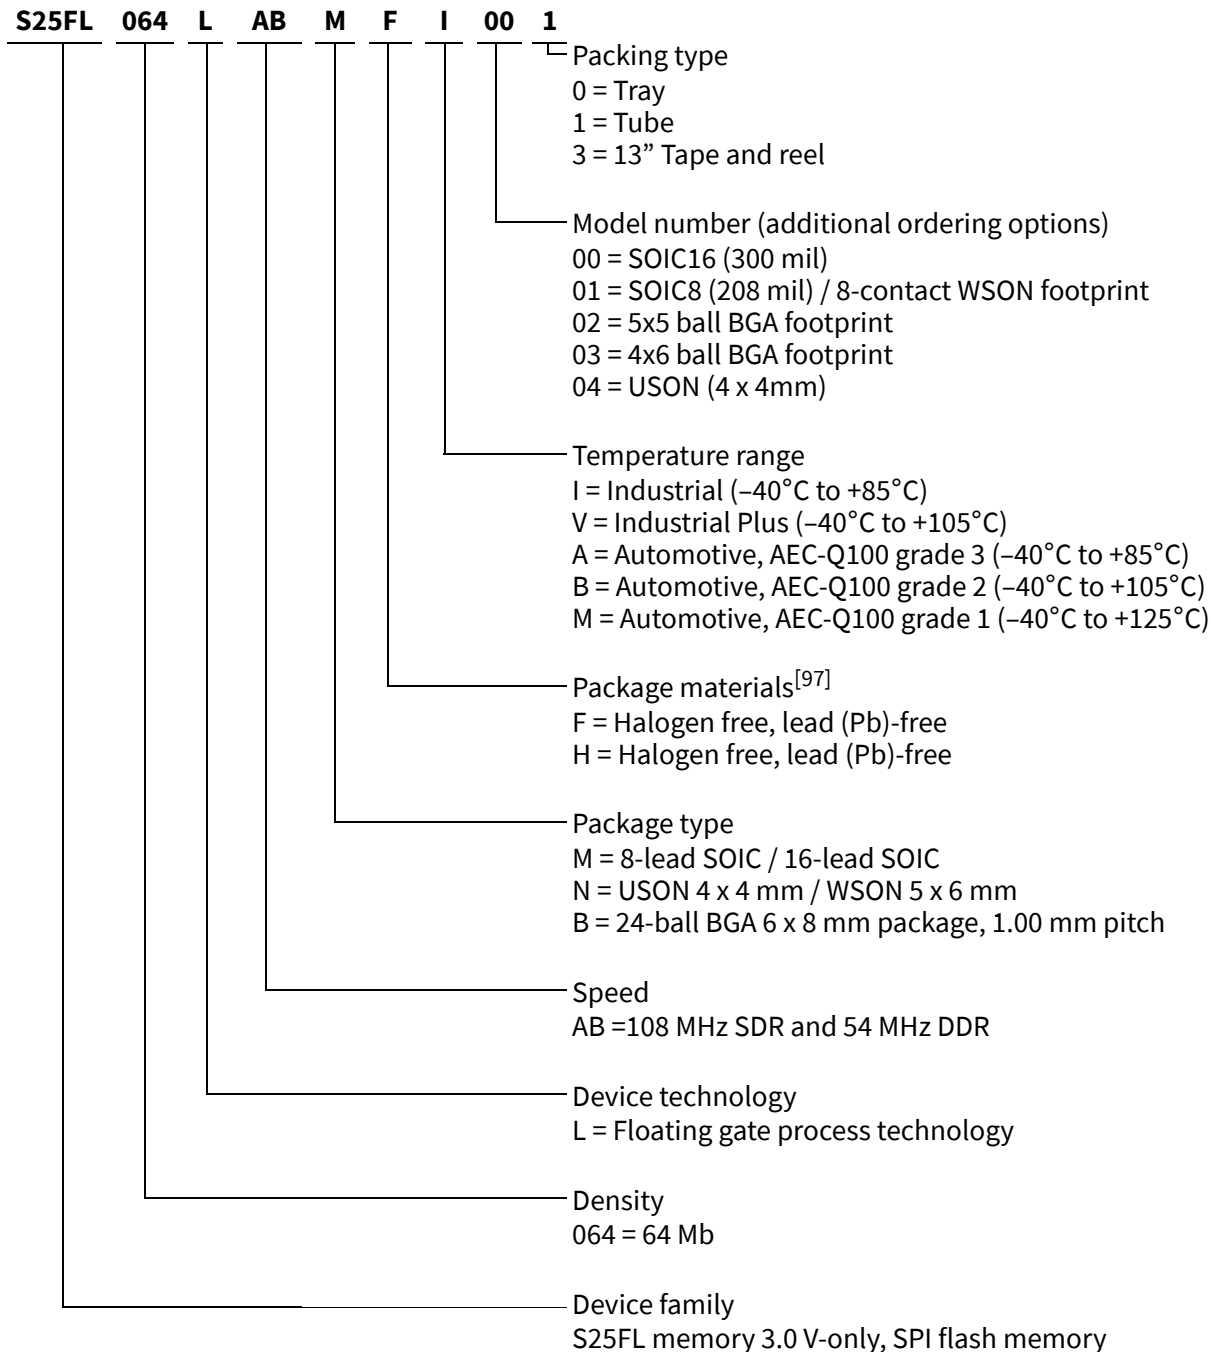 S25FL 064 L AB M F I 00 1
Packing type
0 = Tray
1 = Tube
3 = 13” Tape and reel
Model number (additional ordering options)
00 = SOIC16 (300 mil)
01 = SOIC8 (208 mil) / 8-contact WSON footprint
02 = 5x5 ball BGA footprint
03 = 4x6 ball BGA footprint
04 = USON (4 x 4mm)
Temperature range
I = Industrial (–40°C to +85°C)
V = Industrial Plus (–40°C to +105°C)
A = Automotive, AEC-Q100 grade 3 (–40°C to +85°C)
B = Automotive, AEC-Q100 grade 2 (–40°C to +105°C)
M = Automotive, AEC-Q100 grade 1 (–40°C to +125°C)
Package materials[97]
F = Halogen free, lead (Pb)-free
H = Halogen free, lead (Pb)-free
Package type
M = 8-lead SOIC / 16-lead SOIC
N = USON 4 x 4 mm / WSON 5 x 6 mm
B = 24-ball BGA 6 x 8 mm package, 1.00 mm pitch
Speed
AB =108 MHz SDR and 54 MHz DDR
Device technology
L = Floating gate process technology
Density
064 = 64 Mb
Device family
S25FL memory 3.0 V-only, SPI flash memory